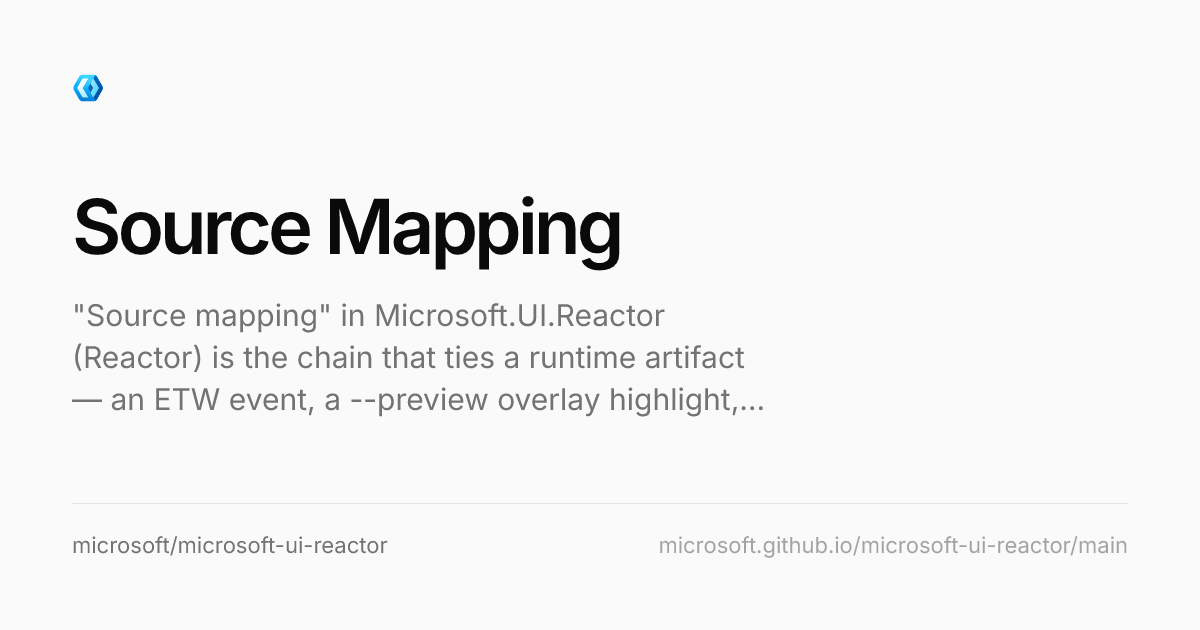 Source Mapping
"Source mapping" in Microsoft.UI.Reactor
(Reactor) is the chain that ties a runtime artifact
— an ETW event, a --preview overlay highlight,...
microsoft/microsoft-ui-reactor
microsoft.github.io/microsoft-ui-reactor/main